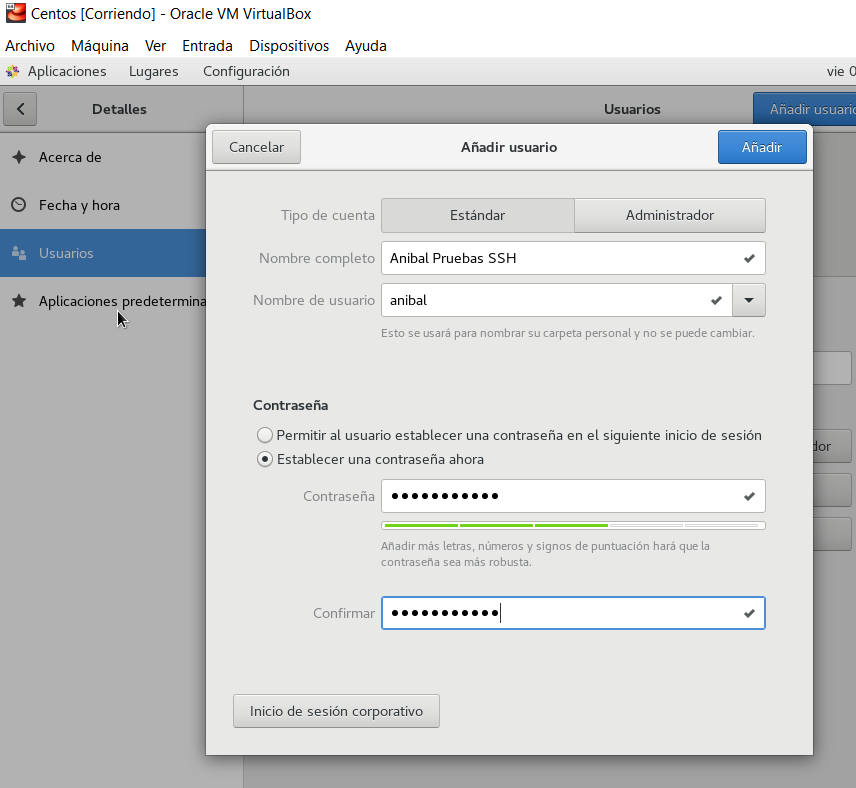 Centos [Corriendo] - Oracle VM VirtualBox
Archivo Máquina Ver Entrada Dispositivos Ayuda
Aplicaciones Lugares Configuración vie 0
Detalles Usuarios Añadir usuario
Cancelar Añadir usuario Añadir
Acerca de
Fecha y hora
Usuarios
Aplicaciones predetermina
Tipo de cuenta Estándar Administrador
Nombre completo Anibal Pruebas SSH
Nombre de usuario anibal
Esto se usará para nombrar su carpeta personal y no se puede cambiar.
Contraseña
Permitir al usuario establecer una contraseña en el siguiente inicio de sesión
Establecer una contraseña ahora
dor
Contraseña ●●●●●●●●●●●
Añadir más letras, números y signos de puntuación hará que la
contraseña sea más robusta.
Confirmar ●●●●●●●●●●●
Inicio de sesión corporativo